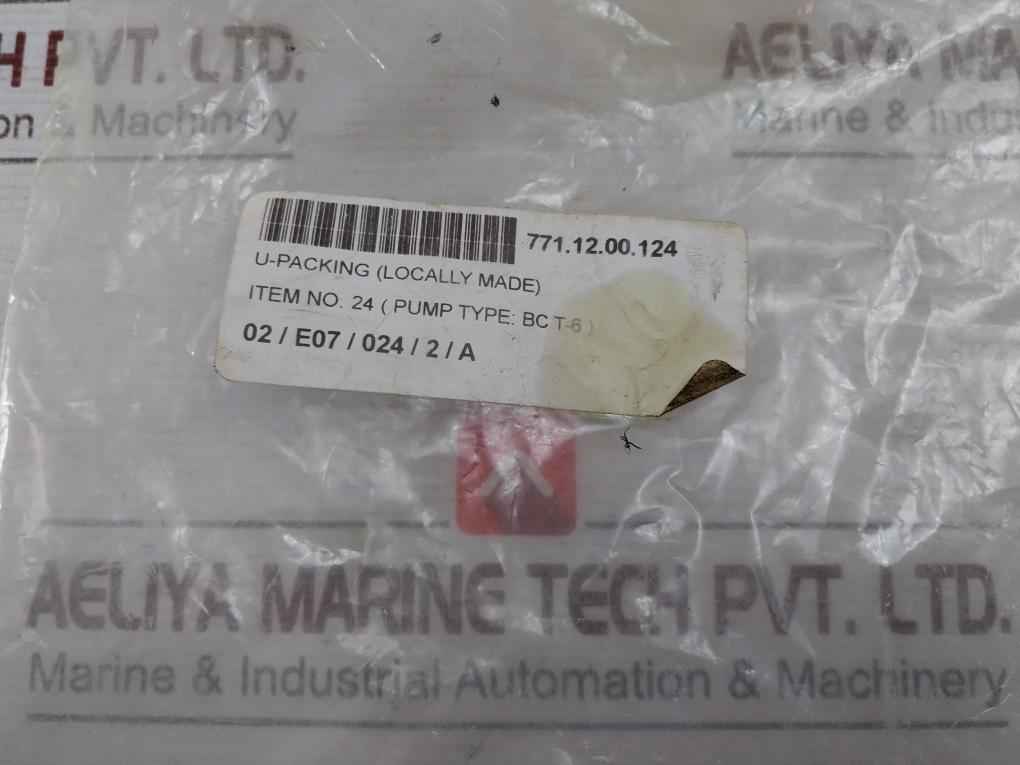 H PVT. LTD.
on & Machinery
AELIYA MA
Marine & Indus
771.12.00.124
U-PACKING (LOCALLY MADE)
ITEM NO. 24 ( PUMP TYPE: BC T-6 )
02 / E07 / 024 / 2 / A
AELIYA MARINE TECH PVT. LTD.
Marine & Industrial Automation & Machinery